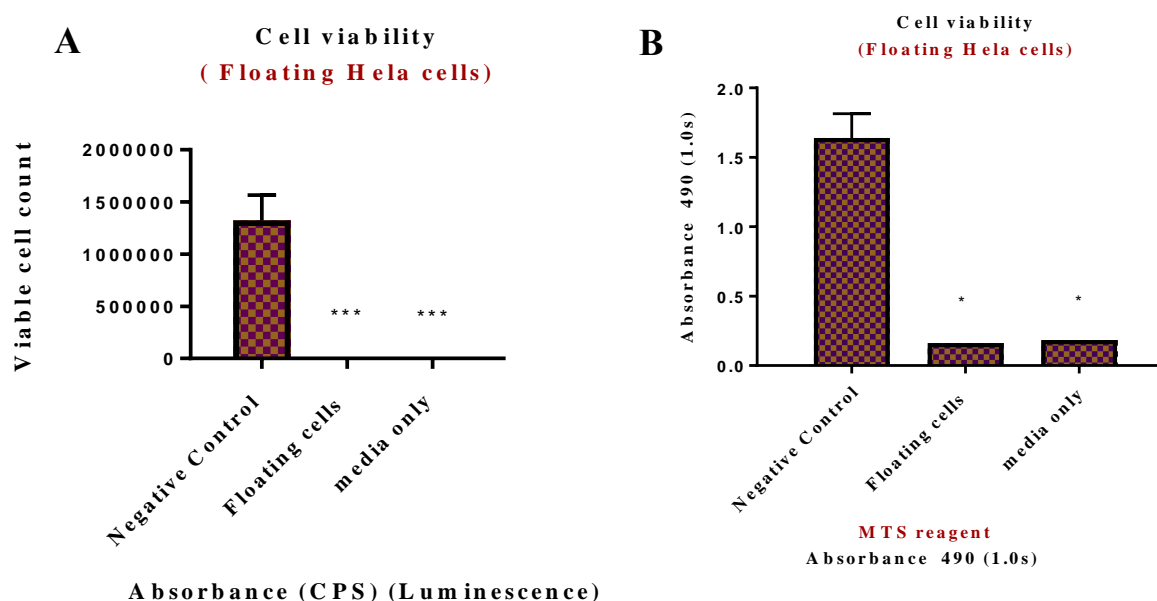 A
Cell viability
( Floating Hela cells)
Viable cell count
2000000
1500000
1000000
500000
0
***
***
Negative Control
Floating cells
media only
Absorbance (CPS) (Luminescence)
B
Cell viability
(Floating Hela cells)
Absorbance 490 (1.0s)
2.0
1.5
1.0
0.5
0.0
*
*
Negative Control
Floating cells
media only
MTS reagent
Absorbance 490 (1.0s)